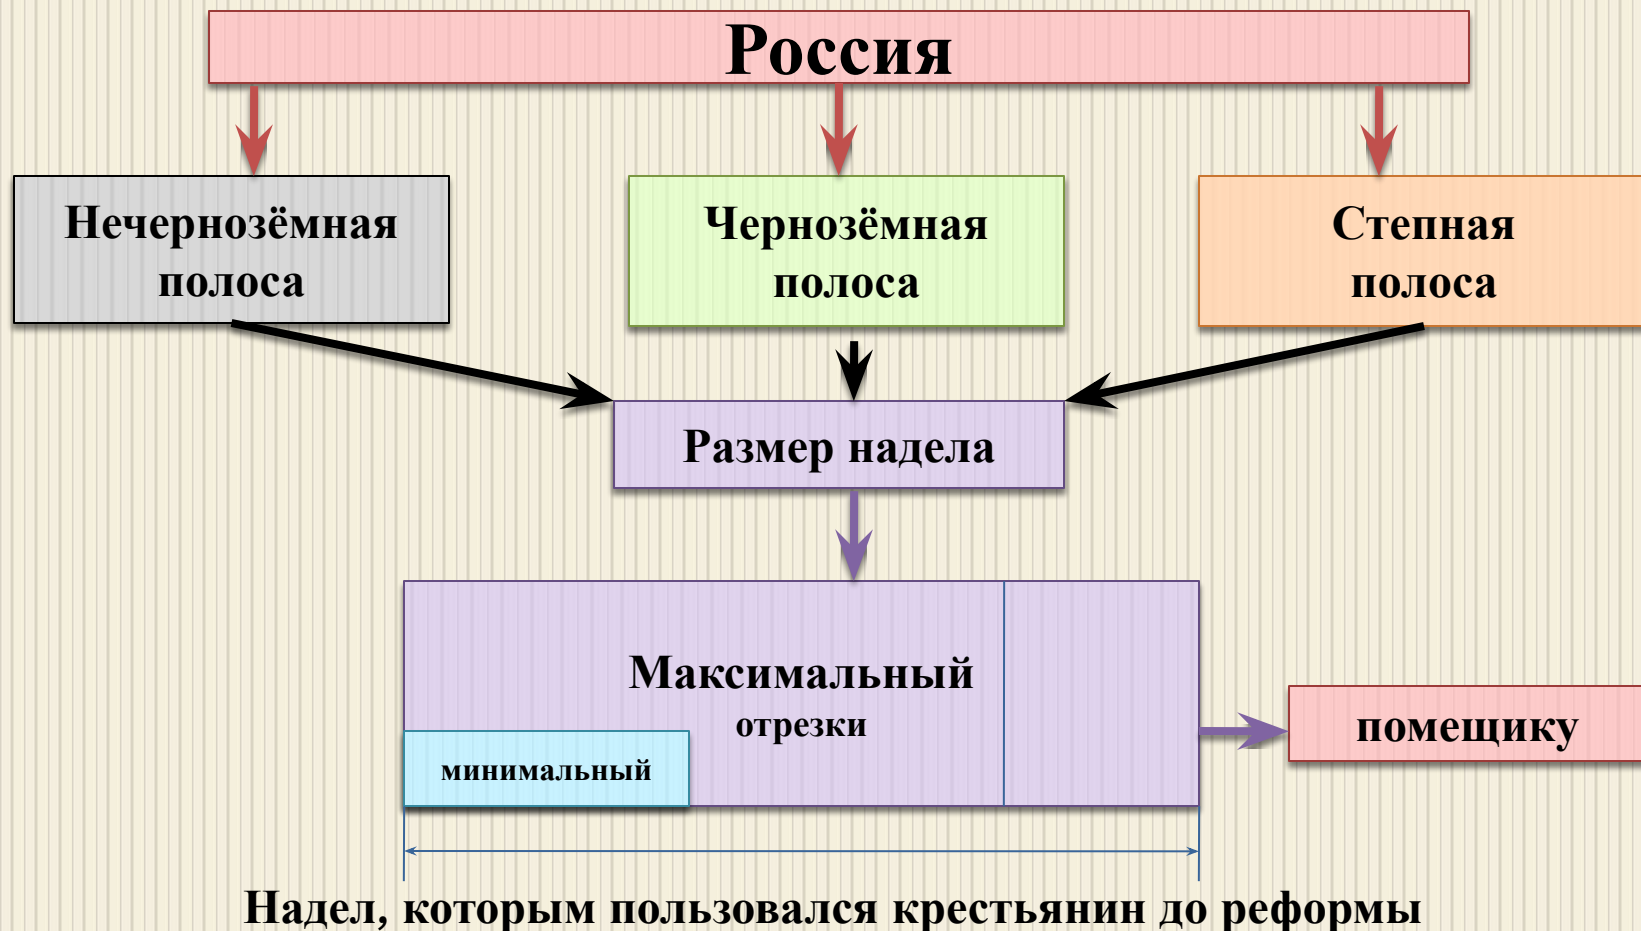 Россия
Нечернозёмная
полоса
Чернозёмная
полоса
Степная
полоса
Размер надела
Максимальный
отрезки
минимальный
помещику
Надел, которым пользовался крестьянин до реформы